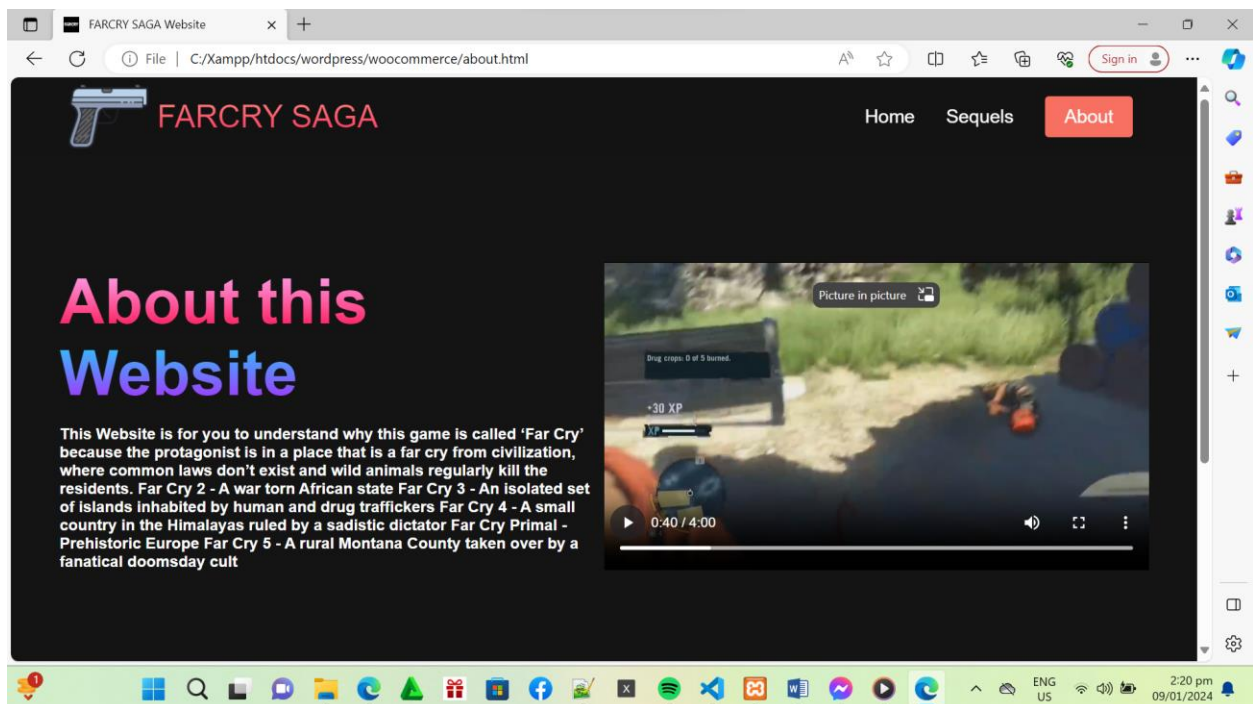 FARCRY SAGA Website
File | C:/Xampp/htdocs/wordpress/woocommerce/about.html
Sign in
FARCRY SAGA
Home Sequels About
About this
Website
This Website is for you to understand why this game is called ‘Far Cry’
because the protagonist is in a place that is a far cry from civilization,
where common laws don’t exist and wild animals regularly kill the
residents. Far Cry 2 - A war torn African state Far Cry 3 - An isolated set
of islands inhabited by human and drug traffickers Far Cry 4 - A small
country in the Himalayas ruled by a sadistic dictator Far Cry Primal -
Prehistoric Europe Far Cry 5 - A rural Montana County taken over by a
fanatical doomsday cult
Picture in picture
Drug crops: 0 of 5 burned.
+30 XP
XP
0:40 / 4:00
1
ENG
US
2:20 pm
09/01/2024